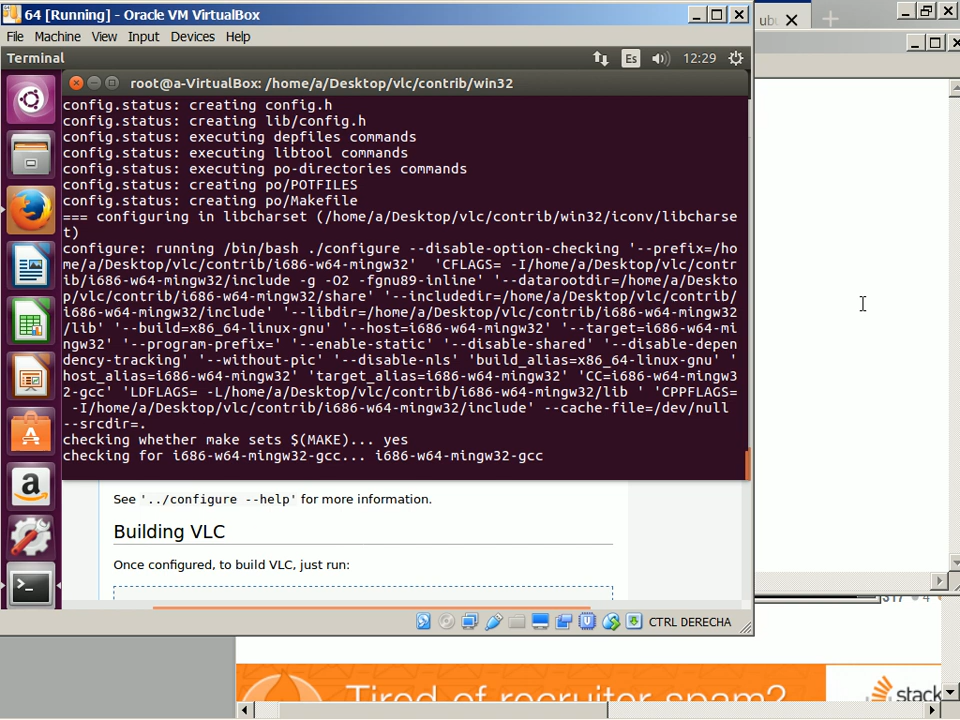 64 [Running] - Oracle VM VirtualBox
ubu
File Machine View Input Devices Help
Terminal
Es
12:29
root@a-VirtualBox: /home/a/Desktop/vlc/contrib/win32
config.status: creating config.h
config.status: creating lib/config.h
config.status: executing depfiles commands
config.status: executing libtool commands
config.status: executing po-directories commands
config.status: creating po/POTFILES
config.status: creating po/Makefile
=== configuring in libcharset (/home/a/Desktop/vlc/contrib/win32/iconv/libcharse
t)
configure: running /bin/bash ./configure --disable-option-checking '--prefix=/ho
me/a/Desktop/vlc/contrib/i686-w64-mingw32'  'CFLAGS= -I/home/a/Desktop/vlc/contr
ib/i686-w64-mingw32/include -g -O2 -fgnu89-inline' '--datarootdir=/home/a/Deskto
p/vlc/contrib/i686-w64-mingw32/share' '--includedir=/home/a/Desktop/vlc/contrib/
i686-w64-mingw32/include' '--libdir=/home/a/Desktop/vlc/contrib/i686-w64-mingw32
/lib' '--build=x86_64-linux-gnu' '--host=i686-w64-mingw32' '--target=i686-w64-mi
ngw32' '--program-prefix=' '--enable-static' '--disable-shared' '--disable-depen
dency-tracking' '--without-pic' '--disable-nls' 'build_alias=x86_64-linux-gnu' '
host_alias=i686-w64-mingw32' 'target_alias=i686-w64-mingw32' 'CC=i686-w64-mingw3
2-gcc' 'LDFLAGS= -L/home/a/Desktop/vlc/contrib/i686-w64-mingw32/lib ' 'CPPFLAGS=
 -I/home/a/Desktop/vlc/contrib/i686-w64-mingw32/include' --cache-file=/dev/null
--srcdir=.
checking whether make sets $(MAKE)... yes
checking for i686-w64-mingw32-gcc... i686-w64-mingw32-gcc
See '../configure --help' for more information.
Building VLC
Once configured, to build VLC, just run:
CTRL DERECHA
Tired of recruiter spam?
stack